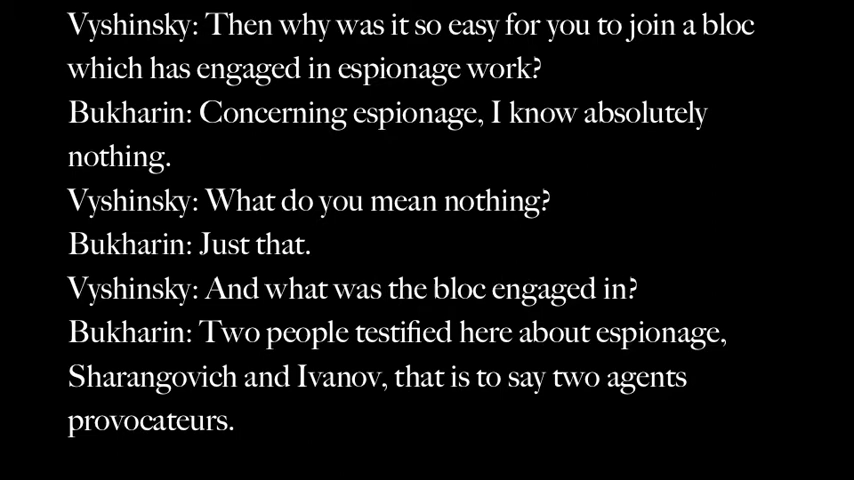 Vyshinsky: Then why was it so easy for you to join a bloc
which has engaged in espionage work?
Bukharin: Concerning espionage, I know absolutely
nothing.
Vyshinsky: What do you mean nothing?
Bukharin: Just that.
Vyshinsky: And what was the bloc engaged in?
Bukharin: Two people testified here about espionage,
Sharangovich and Ivanov, that is to say two agents
provocateurs.